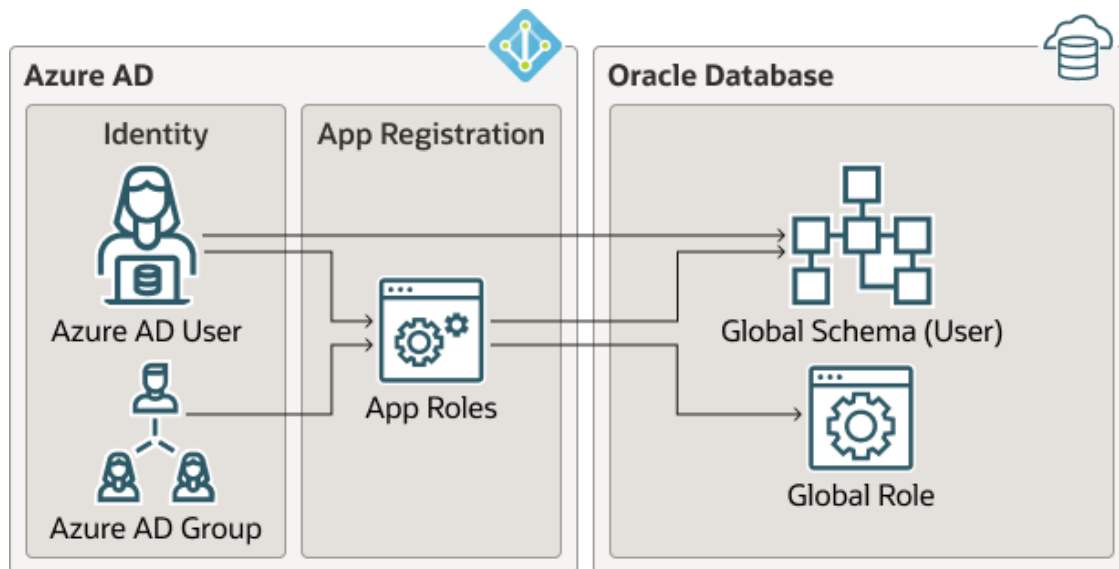 Azure AD
Identity
App Registration
Azure AD User
App Roles
Azure AD Group
Oracle Database
Global Schema (User)
Global Role